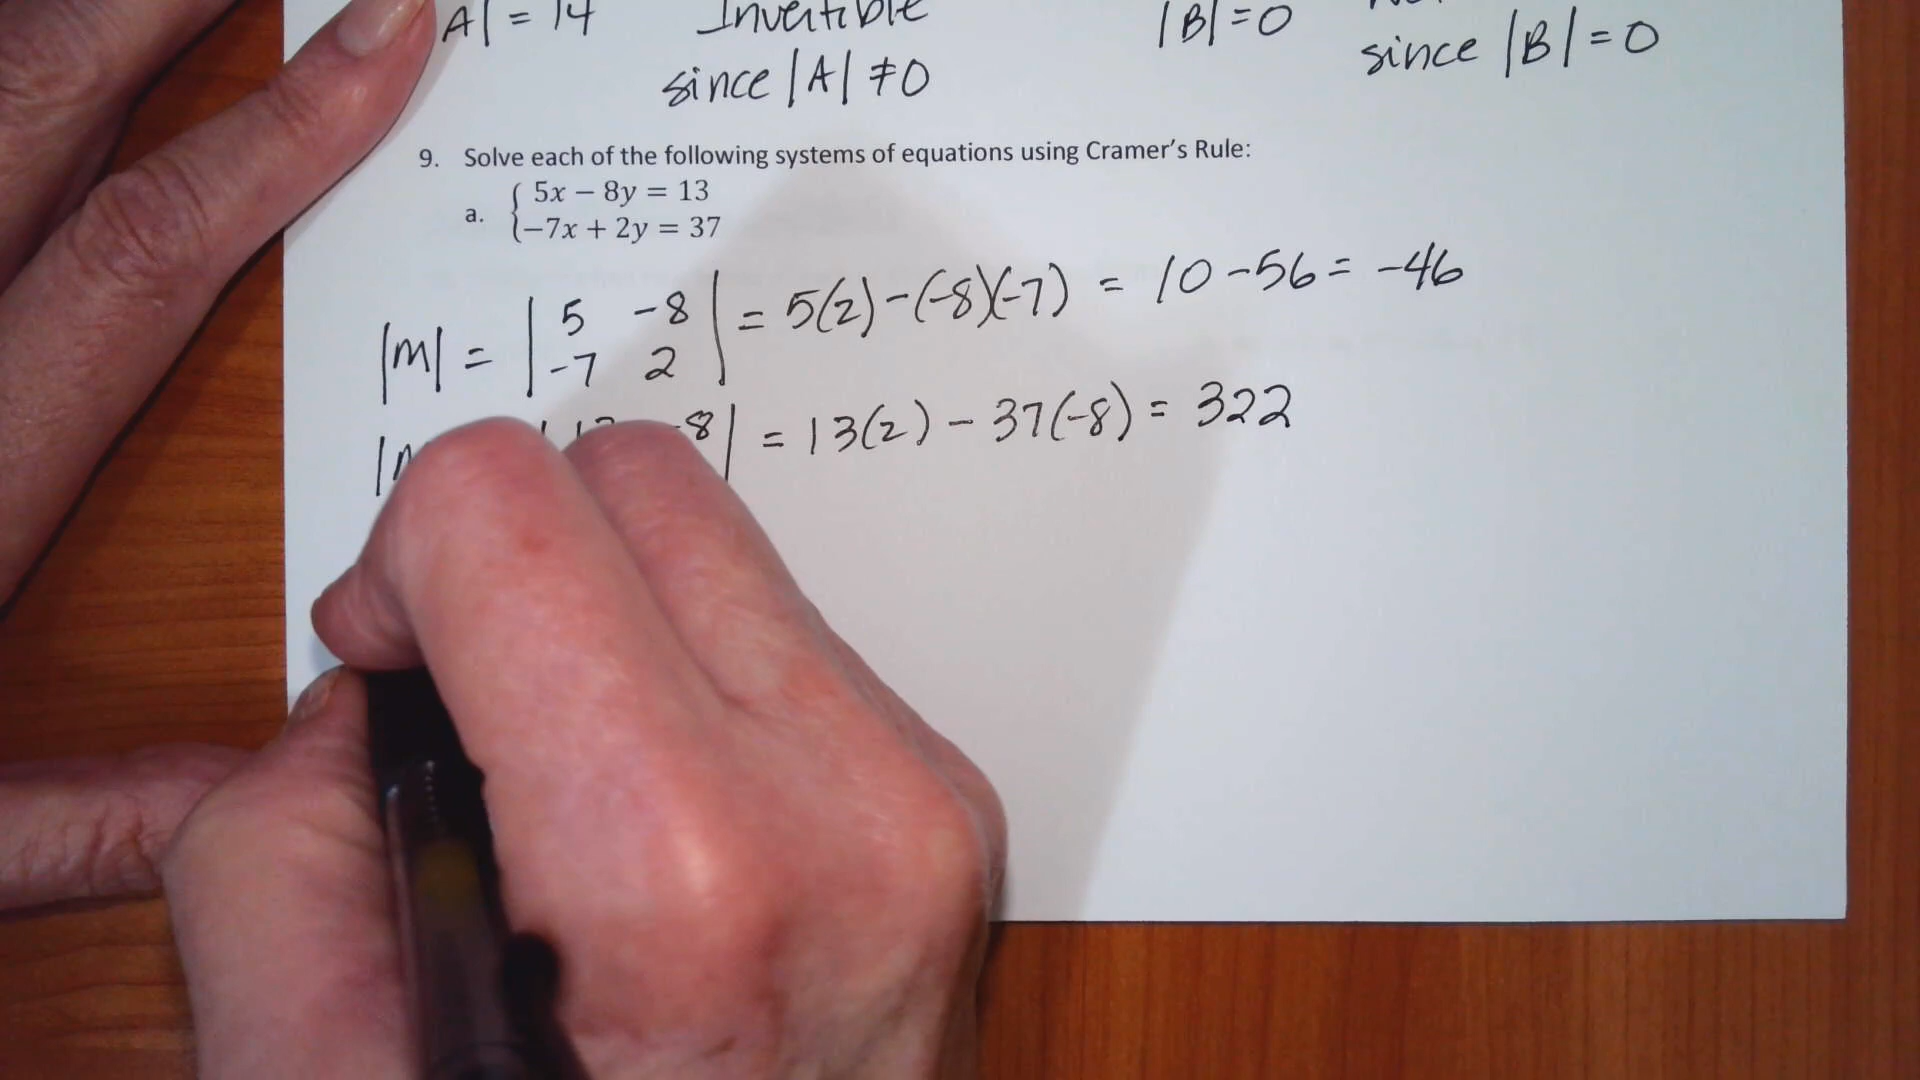 A| = 14 Invertible |B| = 0
since |A| ≠ 0 since |B| = 0
9. Solve each of the following systems of equations using Cramer's Rule:
a. { 5x − 8y = 13
−7x + 2y = 37
|M| = | 5 -8 | = 5(2) - (-8)(-7) = 10 - 56 = -46
| -7 2 |
-8 | = 13(2) - 37(-8) = 322